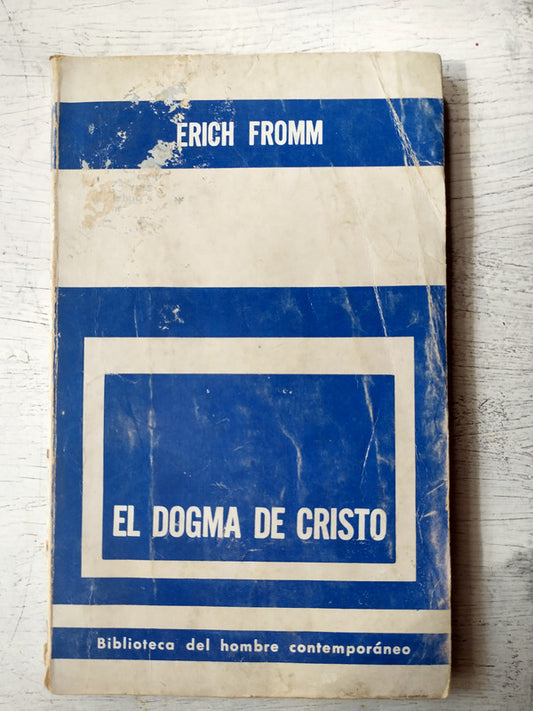 ERICH FROMM
EL DOGMA DE CRISTO
Biblioteca del hombre contemporáneo